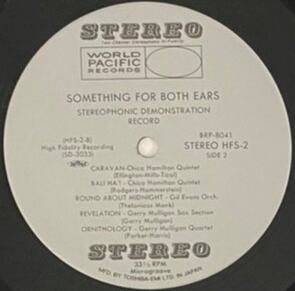 STEREO
Two Channel Stereophonic Hi-Fidelity
WORLD
PACIFIC
RECORDS
SOMETHING FOR BOTH EARS
STEREOPHONIC DEMONSTRATION
RECORD
BRP-8041
(HFS-2-B)
STEREO HFS-2
High Fidelity Recording
SIDE 2
(SD-3033)
CARAVAN-Chico Hamilton Quintet
(Ellington-Mills-Tizol)
BALI HA'I - Chico Hamilton Quintet
(Rodgers-Hammerstein)
ROUND ABOUT MIDNIGHT - Gil Evans Orch.
(Thelonious Monk)
REVELATION - Gerry Mulligan Sax Section
(Gerry Mulligan)
ORNITHOLOGY - Gerry Mulligan Quartet
(Parker-Harris)
STEREO
33⅓ RPM
Microgroove
MFD BY TOSHIBA-EMI LTD. IN JAPAN